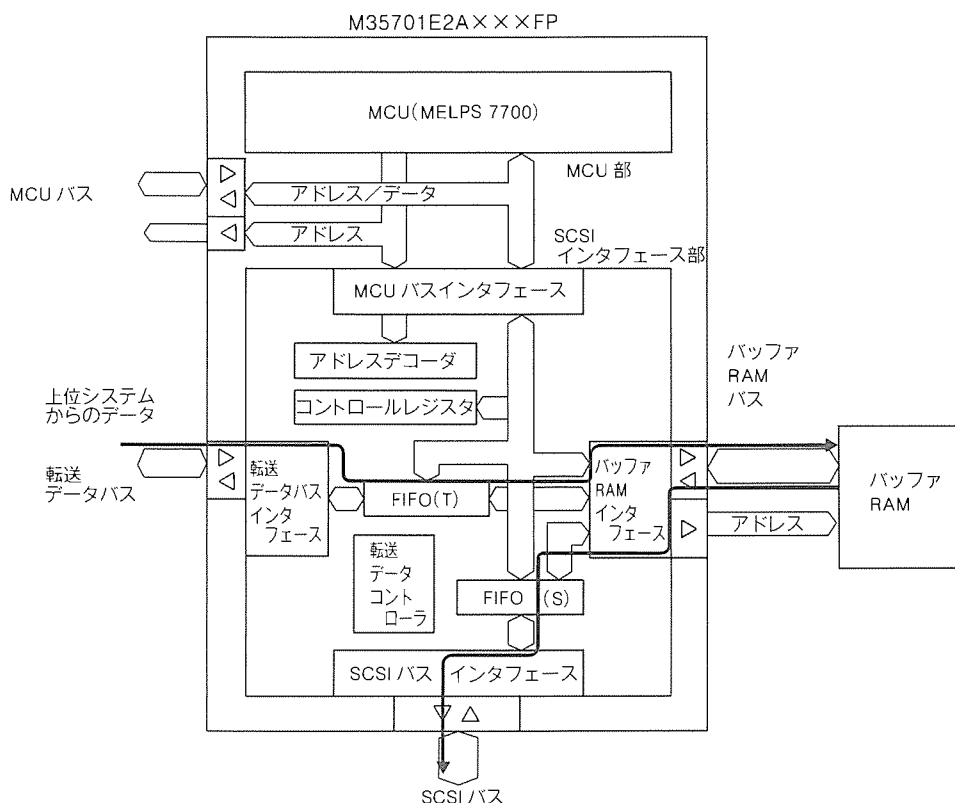 M35701E2A×××FP
MCU(MELPS 7700)
MCU 部
MCU バス
アドレス/データ
アドレス
SCSI
インタフェース部
MCU バスインタフェース
アドレスデコーダ
コントロールレジスタ
バッファ
RAM
バス
上位システム
からのデータ
転送
データバス
転送
データバス
インタ
フェース
FIFO(T)
バッファ
RAM
インタ
フェース
バッファ
RAM
アドレス
転送
データ
コント
ローラ
FIFO (S)
SCSI バス インタフェース
SCSI バス